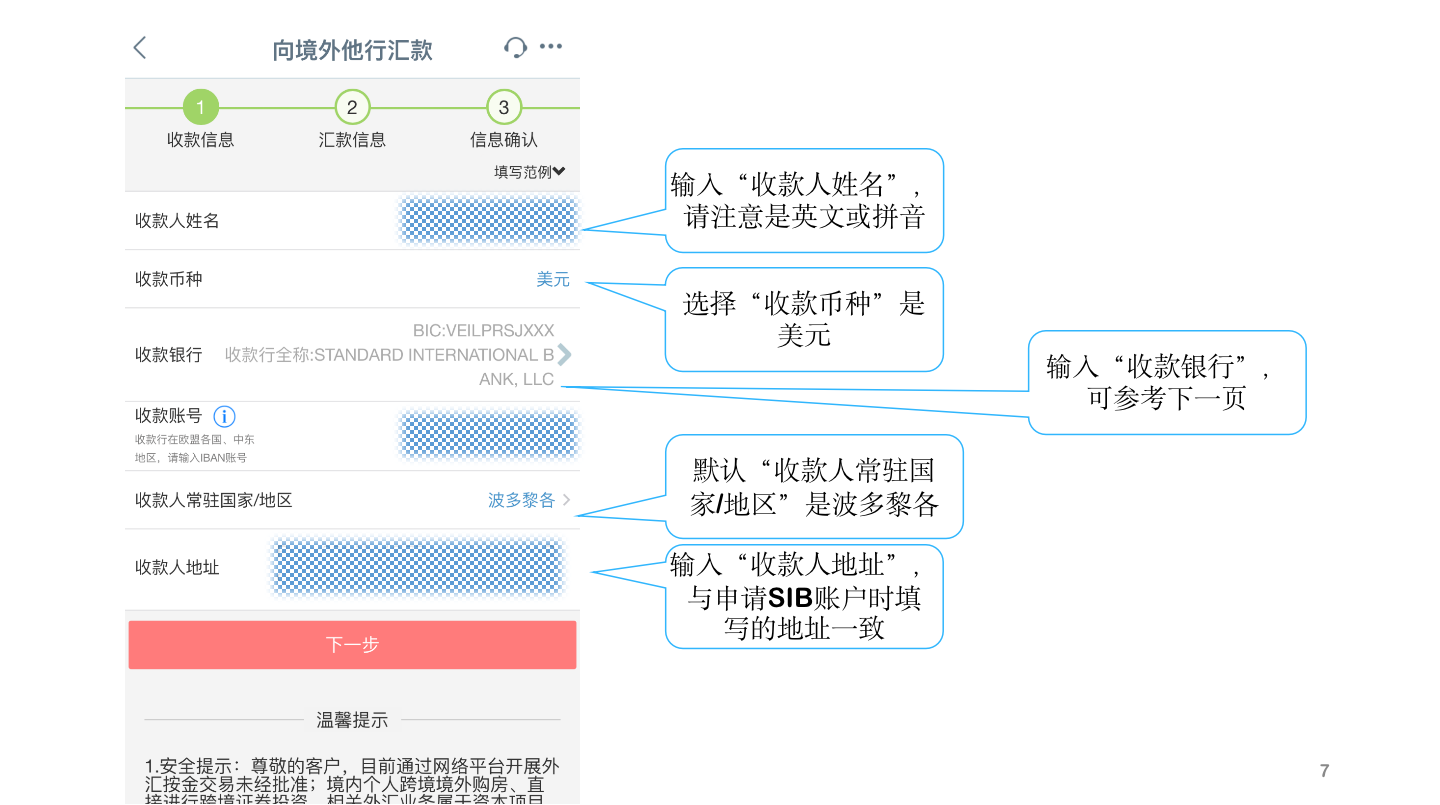 向境外他行汇款
1
2
3
收款信息
汇款信息
信息确认
填写范例
收款人姓名
收款币种
美元
BIC:VEILPRSJXXX
收款银行
收款行全称:STANDARD INTERNATIONAL B
ANK, LLC
收款账号
收款行在欧盟各国、中东
地区，请输入IBAN账号
收款人常驻国家/地区
波多黎各
收款人地址
下一步
温馨提示
1.安全提示：尊敬的客户，目前通过网络平台开展外
汇按金交易未经批准；境内个人跨境境外购房、直
接进行跨境证券投资，相关外汇业务属于资本项目
输入“收款人姓名”，
请注意是英文或拼音
选择“收款币种”是
美元
输入“收款银行”，
可参考下一页
默认“收款人常驻国
家/地区”是波多黎各
输入“收款人地址”，
与申请SIB账户时填
写的地址一致
7